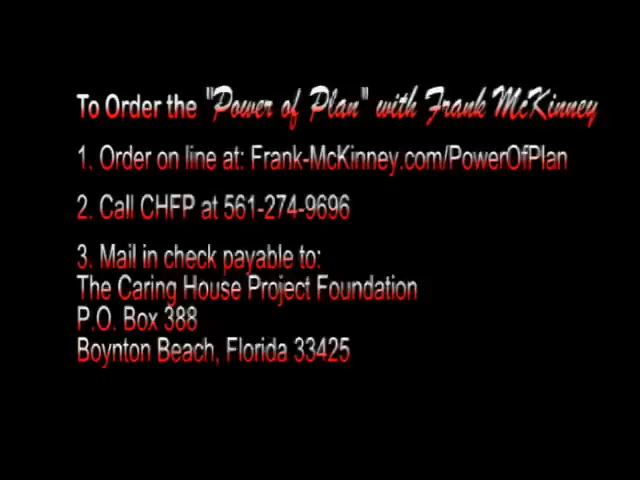 To Order the "Power of Plan" with Frank McKinney
1. Order on line at: Frank-McKinney.com/PowerOfPlan
2. Call CHFP at 561-274-9696
3. Mail in check payable to:
The Caring House Project Foundation
P.O. Box 388
Boynton Beach, Florida 33425